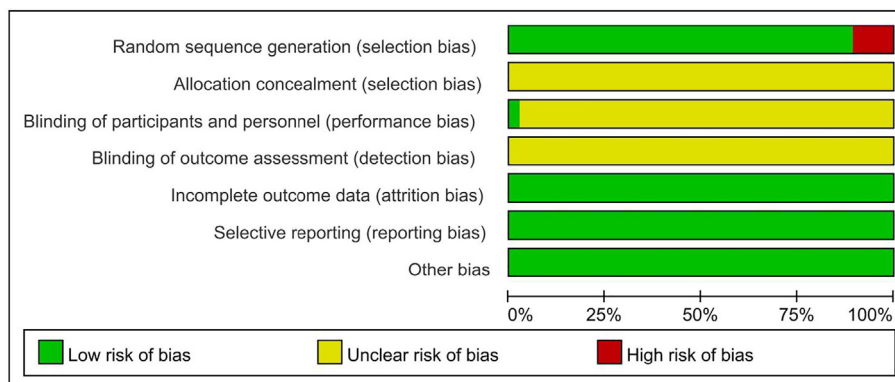 Random sequence generation (selection bias)
Allocation concealment (selection bias)
Blinding of participants and personnel (performance bias)
Blinding of outcome assessment (detection bias)
Incomplete outcome data (attrition bias)
Selective reporting (reporting bias)
Other bias
0% 25% 50% 75% 100%
Low risk of bias Unclear risk of bias High risk of bias